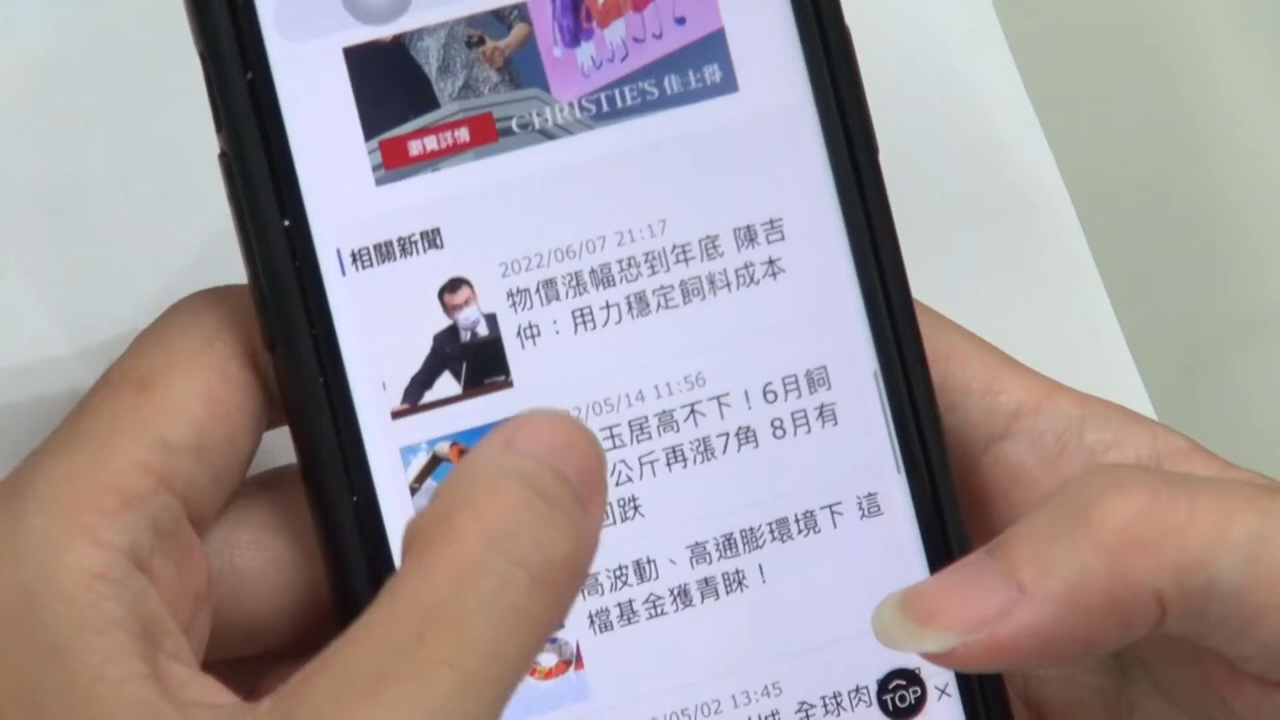 CHRISTIE'S 佳士得
瀏覽詳情
相關新聞
2022/06/07 21:17
物價漲幅恐到年底 陳吉
仲：用力穩定飼料成本
2/05/14 11:56
玉居高不下！6月飼
公斤再漲7角 8月有
回跌
高波動、高通膨環境下 這
檔基金獲青睞！
/05/02 13:45
全球肉
TOP